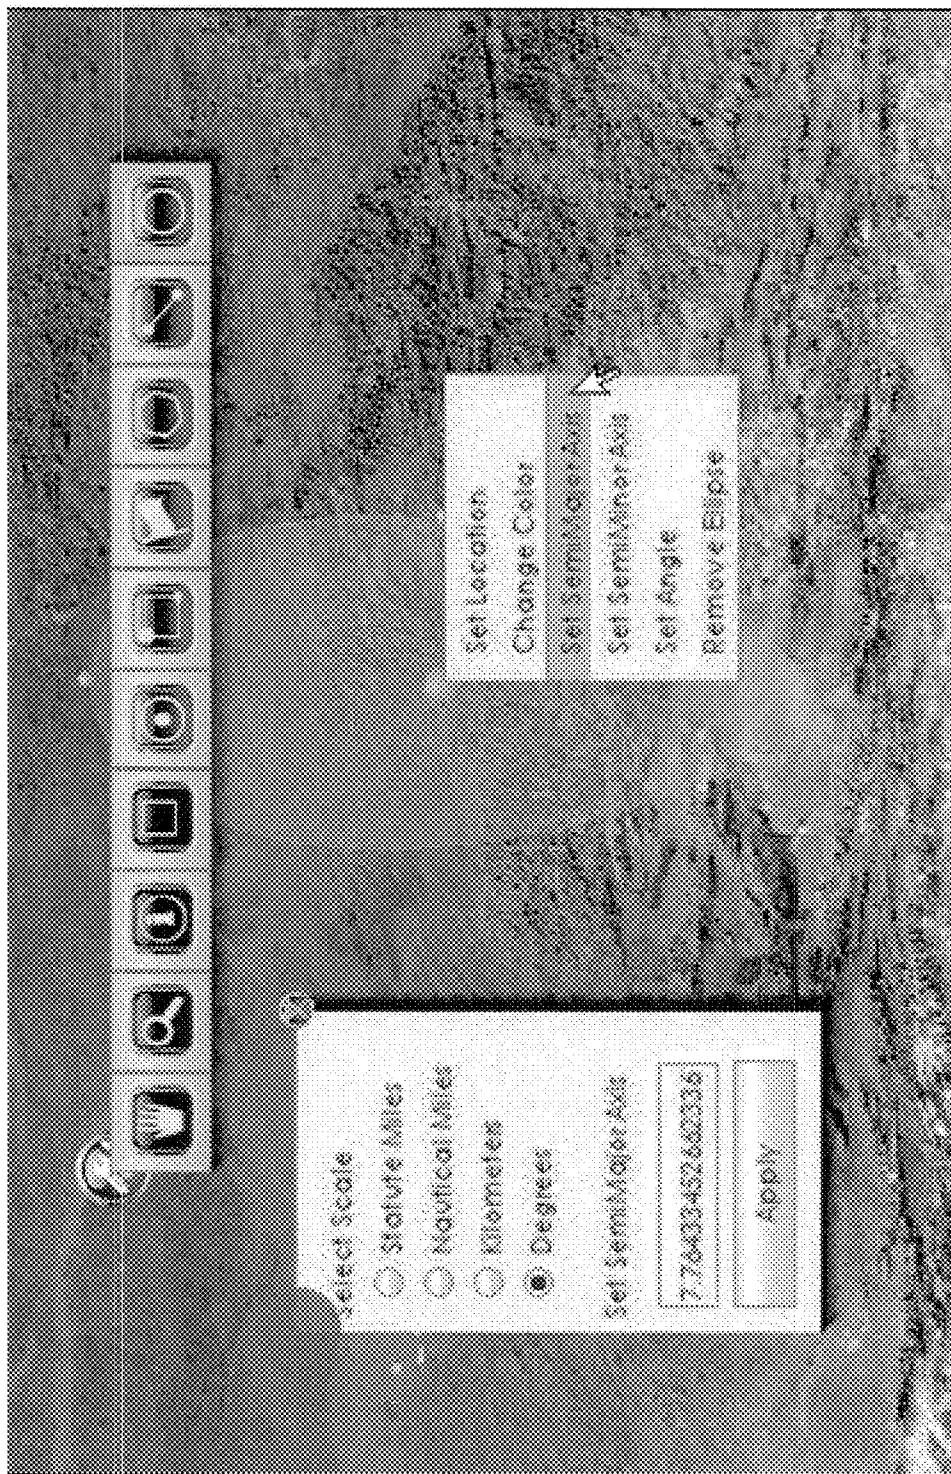 Select Scale
Statute Miles
Nautical Miles
Kilometers
Degrees
Set SemiMajor Axis
7.764334526682336
Apply
Set Location
Change Color
Set SemiMajor Axis
Set SemiMinor Axis
Set Angle
Remove Ellipse